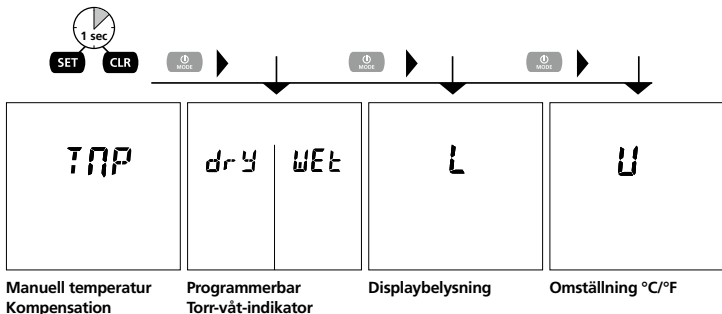 1 sec
SET CLR MODE MODE MODE
TMP dry WEt L U
Manuell temperatur
Kompensation
Programmerbar
Torr-våt-indikator
Displaybelysning
Omställning °C/°F